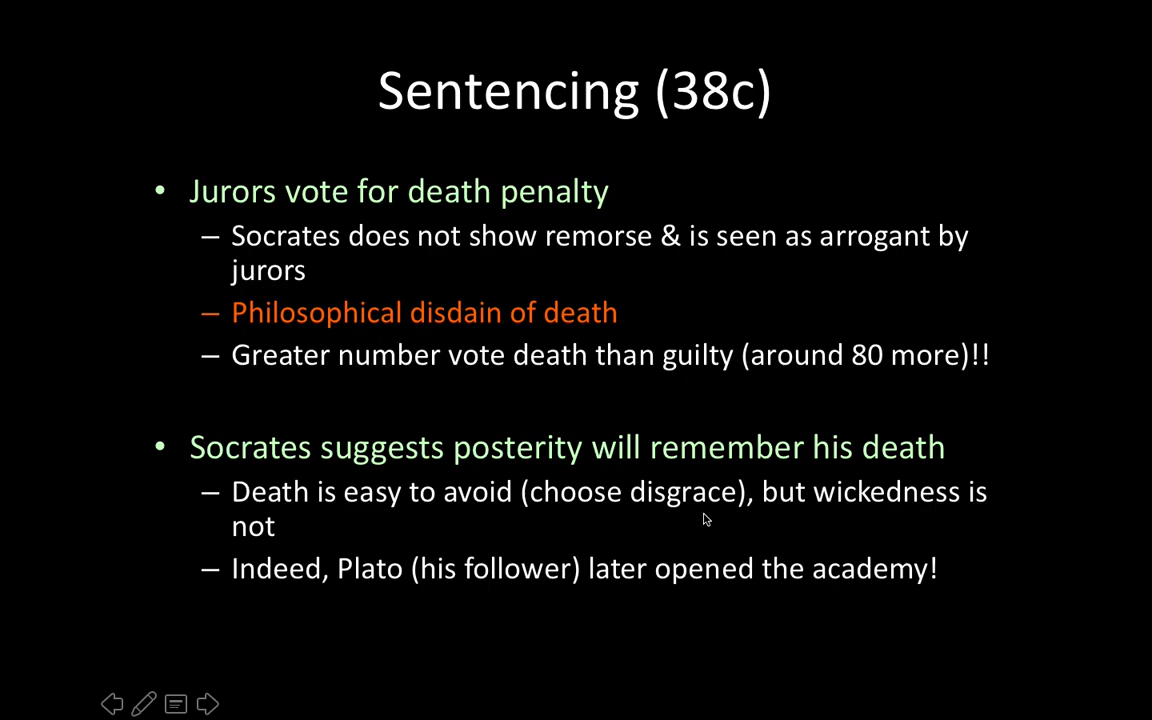 Sentencing (38c)
• Jurors vote for death penalty
– Socrates does not show remorse & is seen as arrogant by
jurors
– Philosophical disdain of death
– Greater number vote death than guilty (around 80 more)!!
• Socrates suggests posterity will remember his death
– Death is easy to avoid (choose disgrace), but wickedness is
not
– Indeed, Plato (his follower) later opened the academy!